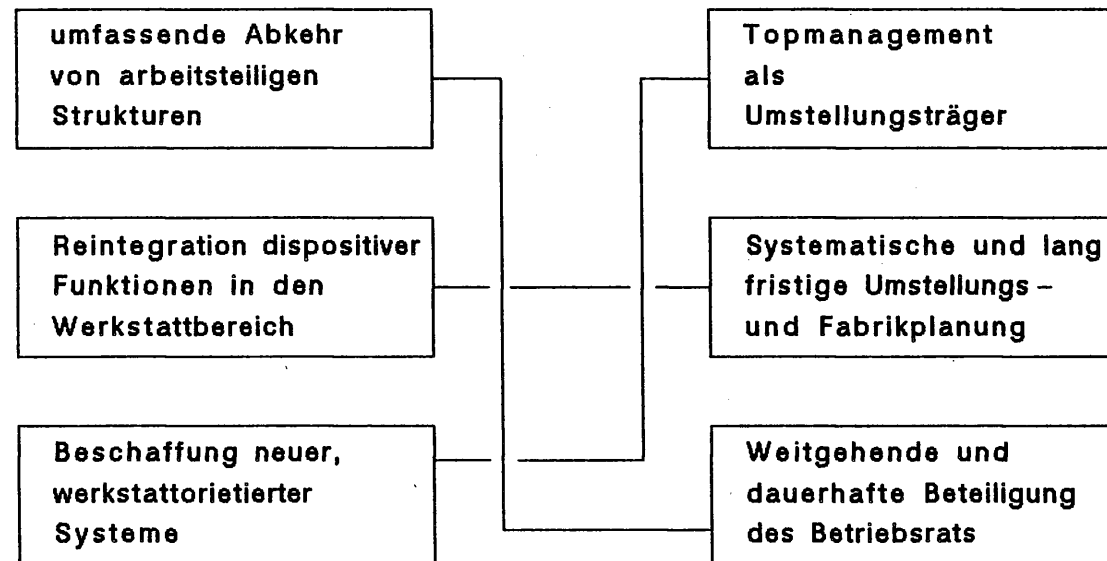 umfassende Abkehr
von arbeitsteiligen
Strukturen
Topmanagement
als
Umstellungsträger
Reintegration dispositiver
Funktionen in den
Werkstattbereich
Systematische und lang
fristige Umstellungs –
und Fabrikplanung
Beschaffung neuer,
werkstattorietierter
Systeme
Weitgehende und
dauerhafte Beteiligung
des Betriebsrats